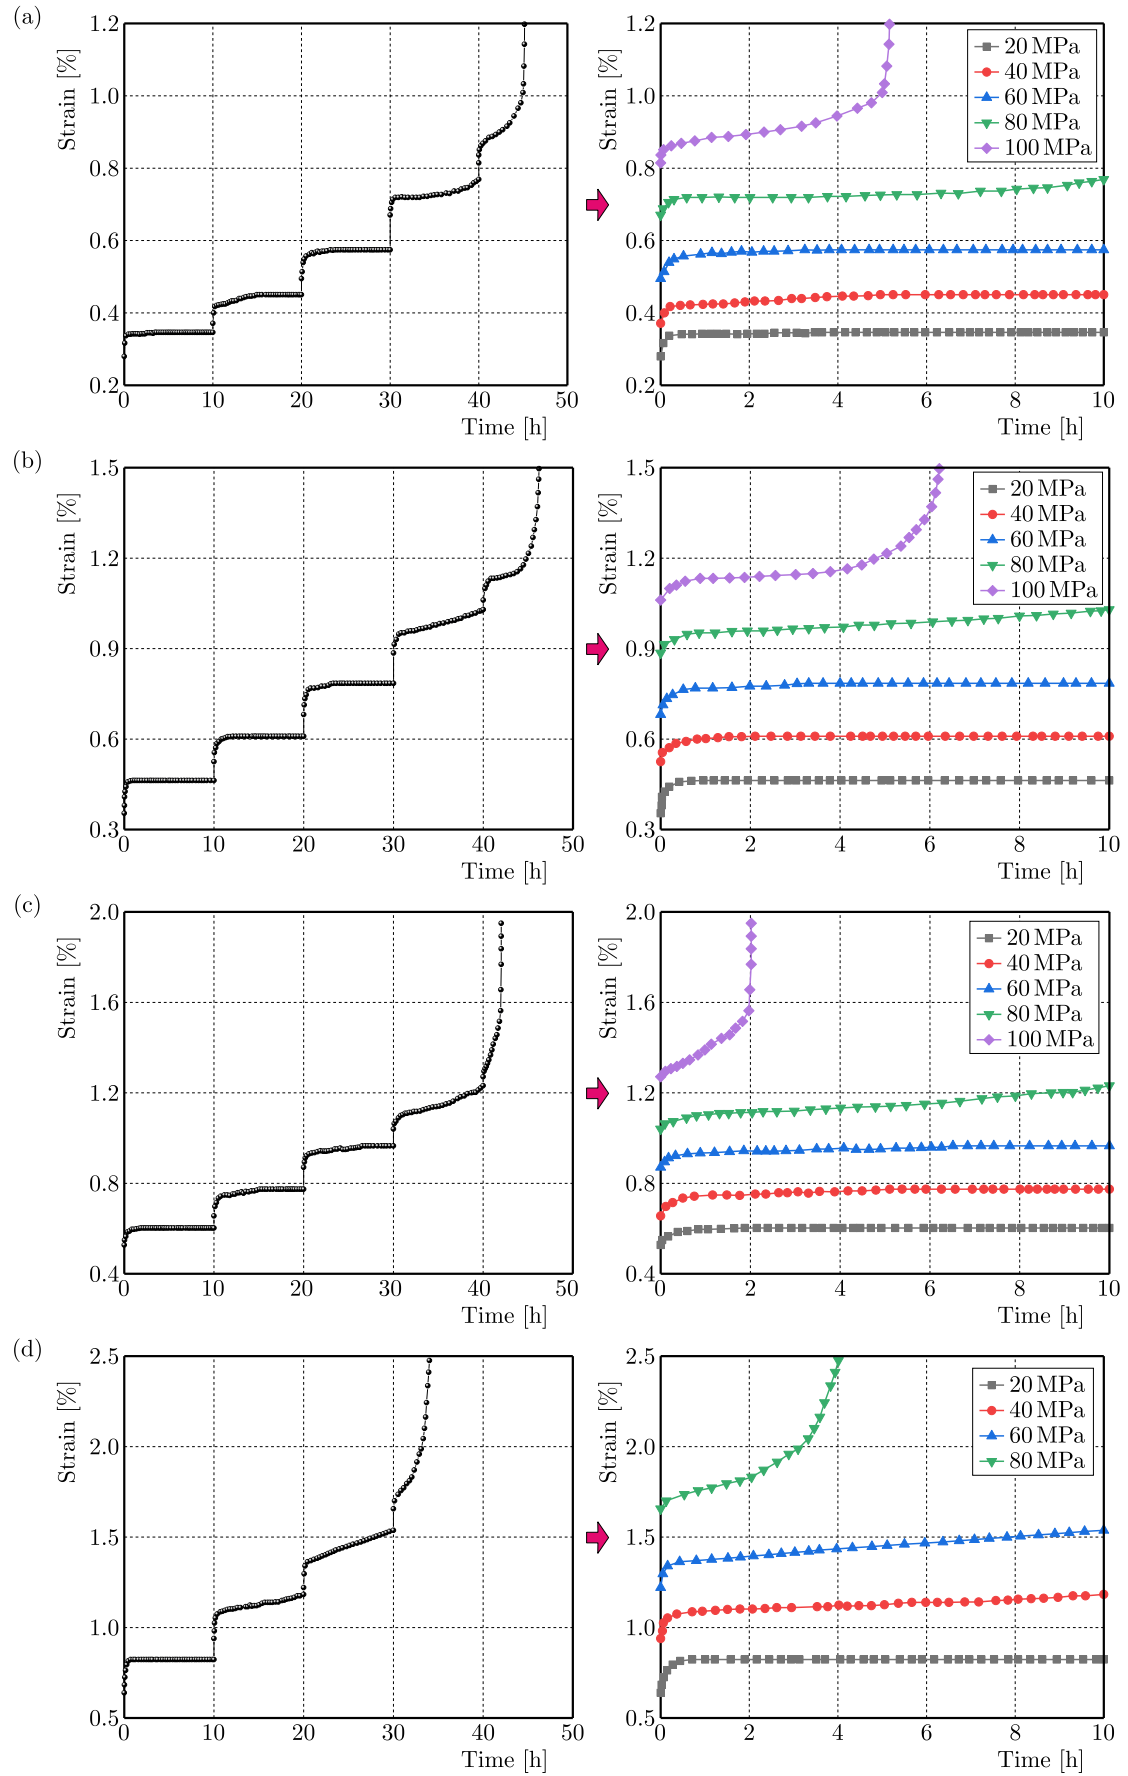 (a)
Strain [%]
1.2
1.0
0.8
0.6
0.4
0.2
0 10 20 30 40 50
Time [h]
Strain [%]
1.2
1.0
0.8
0.6
0.4
0.2
0 2 4 6 8 10
Time [h]
20 MPa
40 MPa
60 MPa
80 MPa
100 MPa
(b)
Strain [%]
1.5
1.2
0.9
0.6
0.3
0 10 20 30 40 50
Time [h]
Strain [%]
1.5
1.2
0.9
0.6
0.3
0 2 4 6 8 10
Time [h]
20 MPa
40 MPa
60 MPa
80 MPa
100 MPa
(c)
Strain [%]
2.0
1.6
1.2
0.8
0.4
0 10 20 30 40 50
Time [h]
Strain [%]
2.0
1.6
1.2
0.8
0.4
0 2 4 6 8 10
Time [h]
20 MPa
40 MPa
60 MPa
80 MPa
100 MPa
(d)
Strain [%]
2.5
2.0
1.5
1.0
0.5
0 10 20 30 40 50
Time [h]
Strain [%]
2.5
2.0
1.5
1.0
0.5
0 2 4 6 8 10
Time [h]
20 MPa
40 MPa
60 MPa
80 MPa